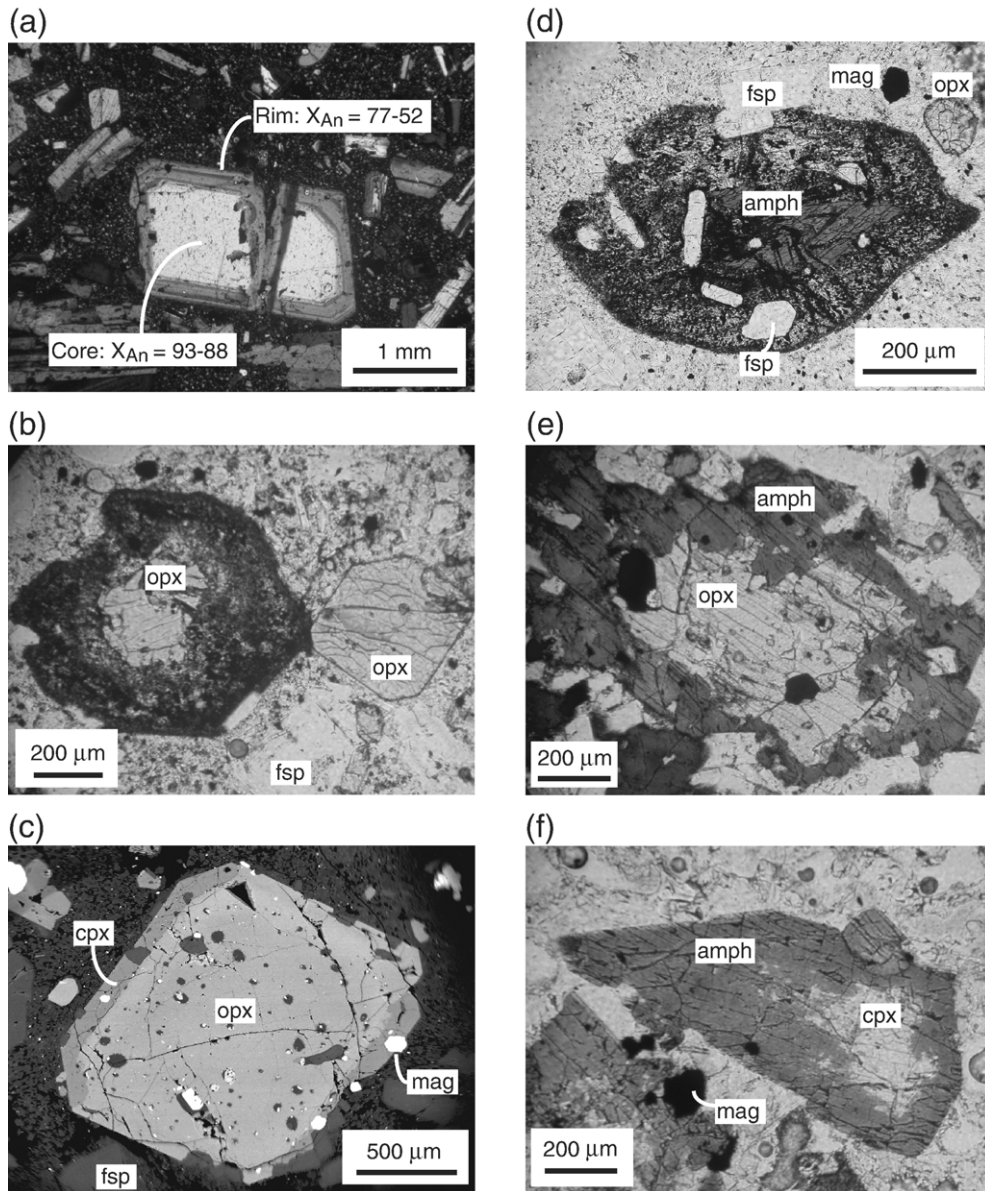 (a)
Rim: XAn = 77-52
Core: XAn = 93-88
1 mm
(b)
opx
opx
200 μm
fsp
(c)
cpx
opx
mag
fsp
500 μm
(d)
fsp
mag
opx
amph
fsp
200 μm
(e)
amph
opx
200 μm
(f)
amph
cpx
mag
200 μm